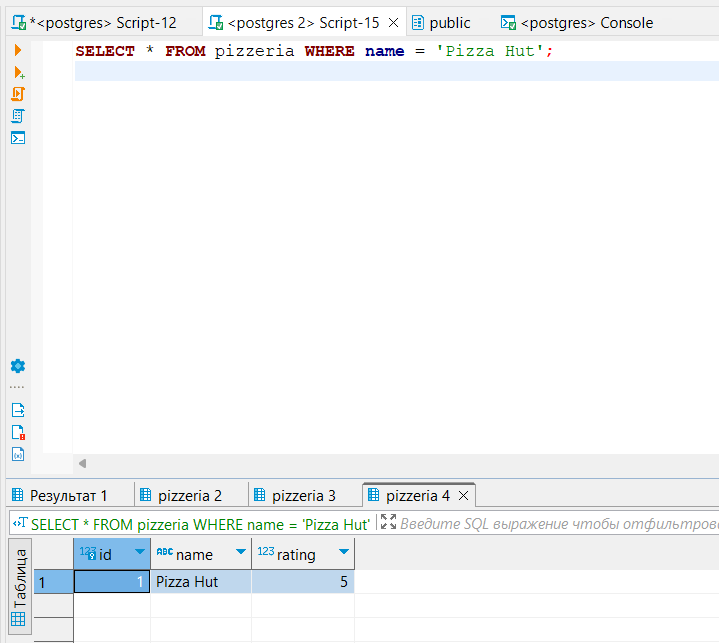 *<postgres> Script-12
<postgres 2> Script-15
public
<postgres> Console
SELECT * FROM pizzeria WHERE name = 'Pizza Hut';
Результат 1
pizzeria 2
pizzeria 3
pizzeria 4
SELECT * FROM pizzeria WHERE name = 'Pizza Hut'
Введите SQL выражение чтобы отфильтрова
Таблица
123 id
ABC name
123 rating
1
1
Pizza Hut
5